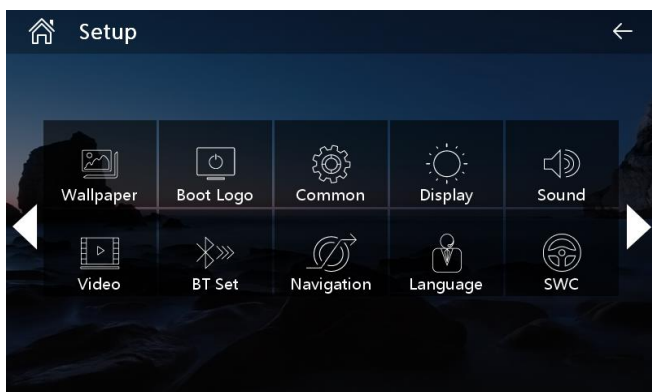 Setup
Wallpaper Boot Logo Common Display Sound
Video BT Set Navigation Language SWC